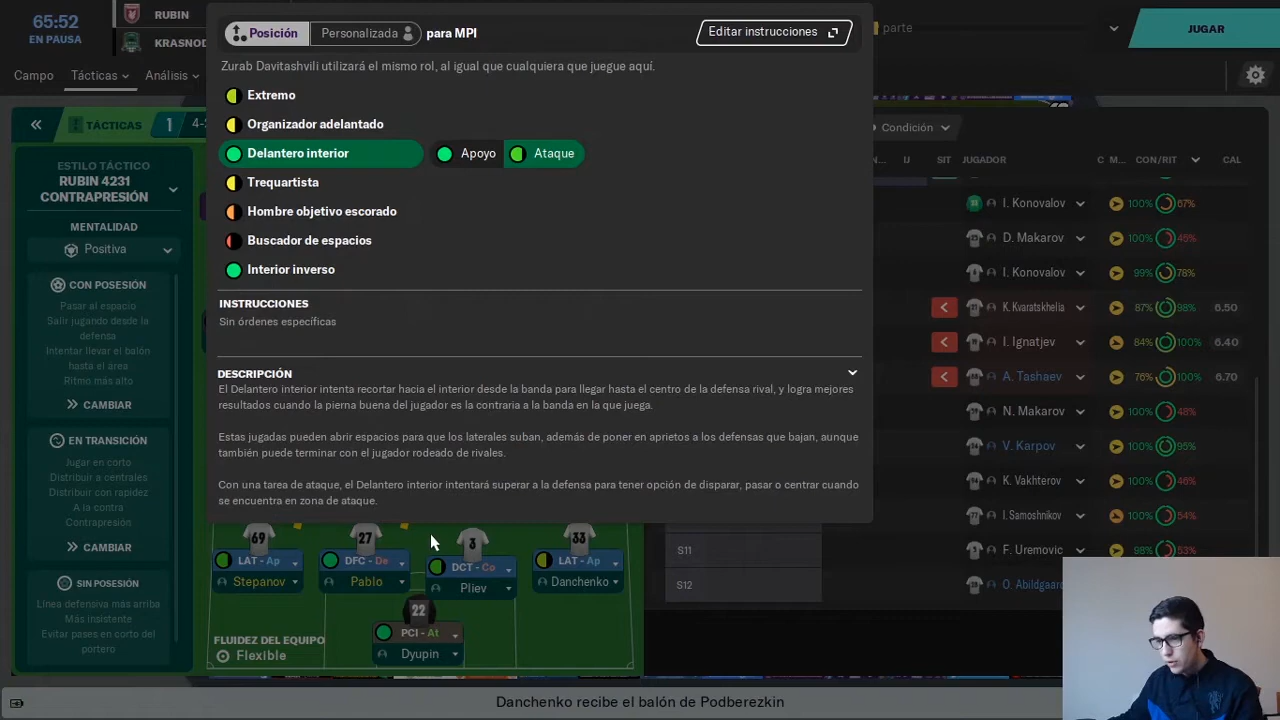 65:52
EN PAUSA
RUBIN
KRASNOD
parte
JUGAR
Campo
Tácticas
Análisis
Posición
Personalizada
para MPI
Editar instrucciones
Zurab Davitashvili utilizará el mismo rol, al igual que cualquiera que juegue aquí.
Extremo
Organizador adelantado
Delantero interior
Apoyo
Ataque
Trequartista
Hombre objetivo escorado
Buscador de espacios
Interior inverso
INSTRUCCIONES
Sin órdenes específicas
DESCRIPCIÓN
El Delantero interior intenta recortar hacia el interior desde la banda para llegar hasta el centro de la defensa rival, y logra mejores
resultados cuando la pierna buena del jugador es la contraria a la banda en la que juega.
Estas jugadas pueden abrir espacios para que los laterales suban, además de poner en aprietos a los defensas que bajan, aunque
también puede terminar con el jugador rodeado de rivales.
Con una tarea de ataque, el Delantero interior intentará superar a la defensa para tener opción de disparar, pasar o centrar cuando
se encuentra en zona de ataque.
TÁCTICAS
1
4-2
ESTILO TÁCTICO
RUBIN 4231
CONTRAPRESIÓN
MENTALIDAD
Positiva
CON POSESIÓN
Pasar al espacio
Salir jugando desde la
defensa
Intentar llevar el balón
hasta el área
Ritmo más alto
CAMBIAR
EN TRANSICIÓN
Jugar en corto
Distribuir a centrales
Distribuir con rapidez
A la contra
Contrapresión
CAMBIAR
SIN POSESIÓN
Línea defensiva más arriba
Más insistente
Evitar pases en corto del
portero
69
LAT - Ap
Stepanov
27
DFC - De
Pablo
3
DCT - Co
Pliev
33
LAT - Ap
Danchenko
22
PCI - At
Dyupin
FLUIDEZ DEL EQUIPO
Flexible
Condición
N...
IJ
SIT
JUGADOR
C
M...
CON/RIT
CAL
I. Konovalov
67%
D. Makarov
100%
45%
I. Konovalov
99%
78%
K. Kvaratskhelia
87%
98%
6.50
I. Ignatjev
84%
100%
6.40
A. Tashaev
76%
100%
6.70
N. Makarov
100%
48%
V. Karpov
100%
95%
K. Vakhterov
100%
46%
I. Samoshnikov
100%
54%
F. Uremovic
98%
53%
O. Abildgaar
S11
S12
Danchenko recibe el balón de Podberezkin